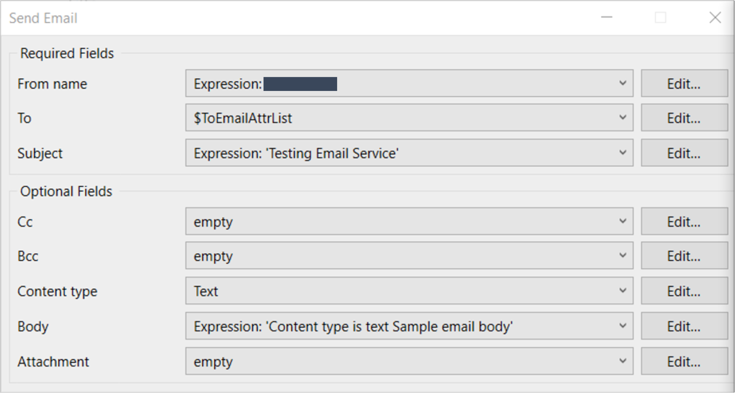 Send Email
Required Fields
From name Expression: Edit...
To $ToEmailAttrList Edit...
Subject Expression: 'Testing Email Service' Edit...
Optional Fields
Cc empty Edit...
Bcc empty Edit...
Content type Text Edit...
Body Expression: 'Content type is text Sample email body' Edit...
Attachment empty Edit...